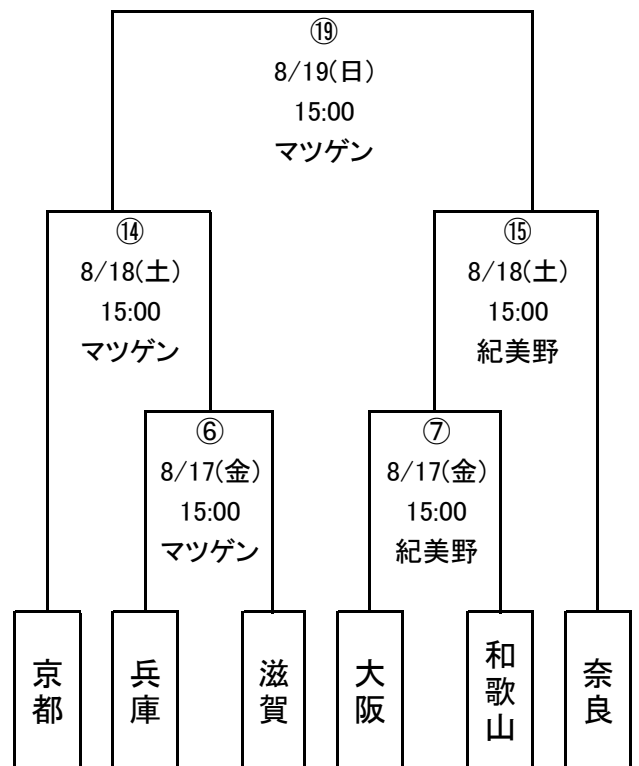 ⑲
8/19(日)
15:00
マツゲン
⑭
8/18(土)
15:00
マツゲン
⑮
8/18(土)
15:00
紀美野
⑥
8/17(金)
15:00
マツゲン
⑦
8/17(金)
15:00
紀美野
京都
兵庫
滋賀
大阪
和歌山
奈良